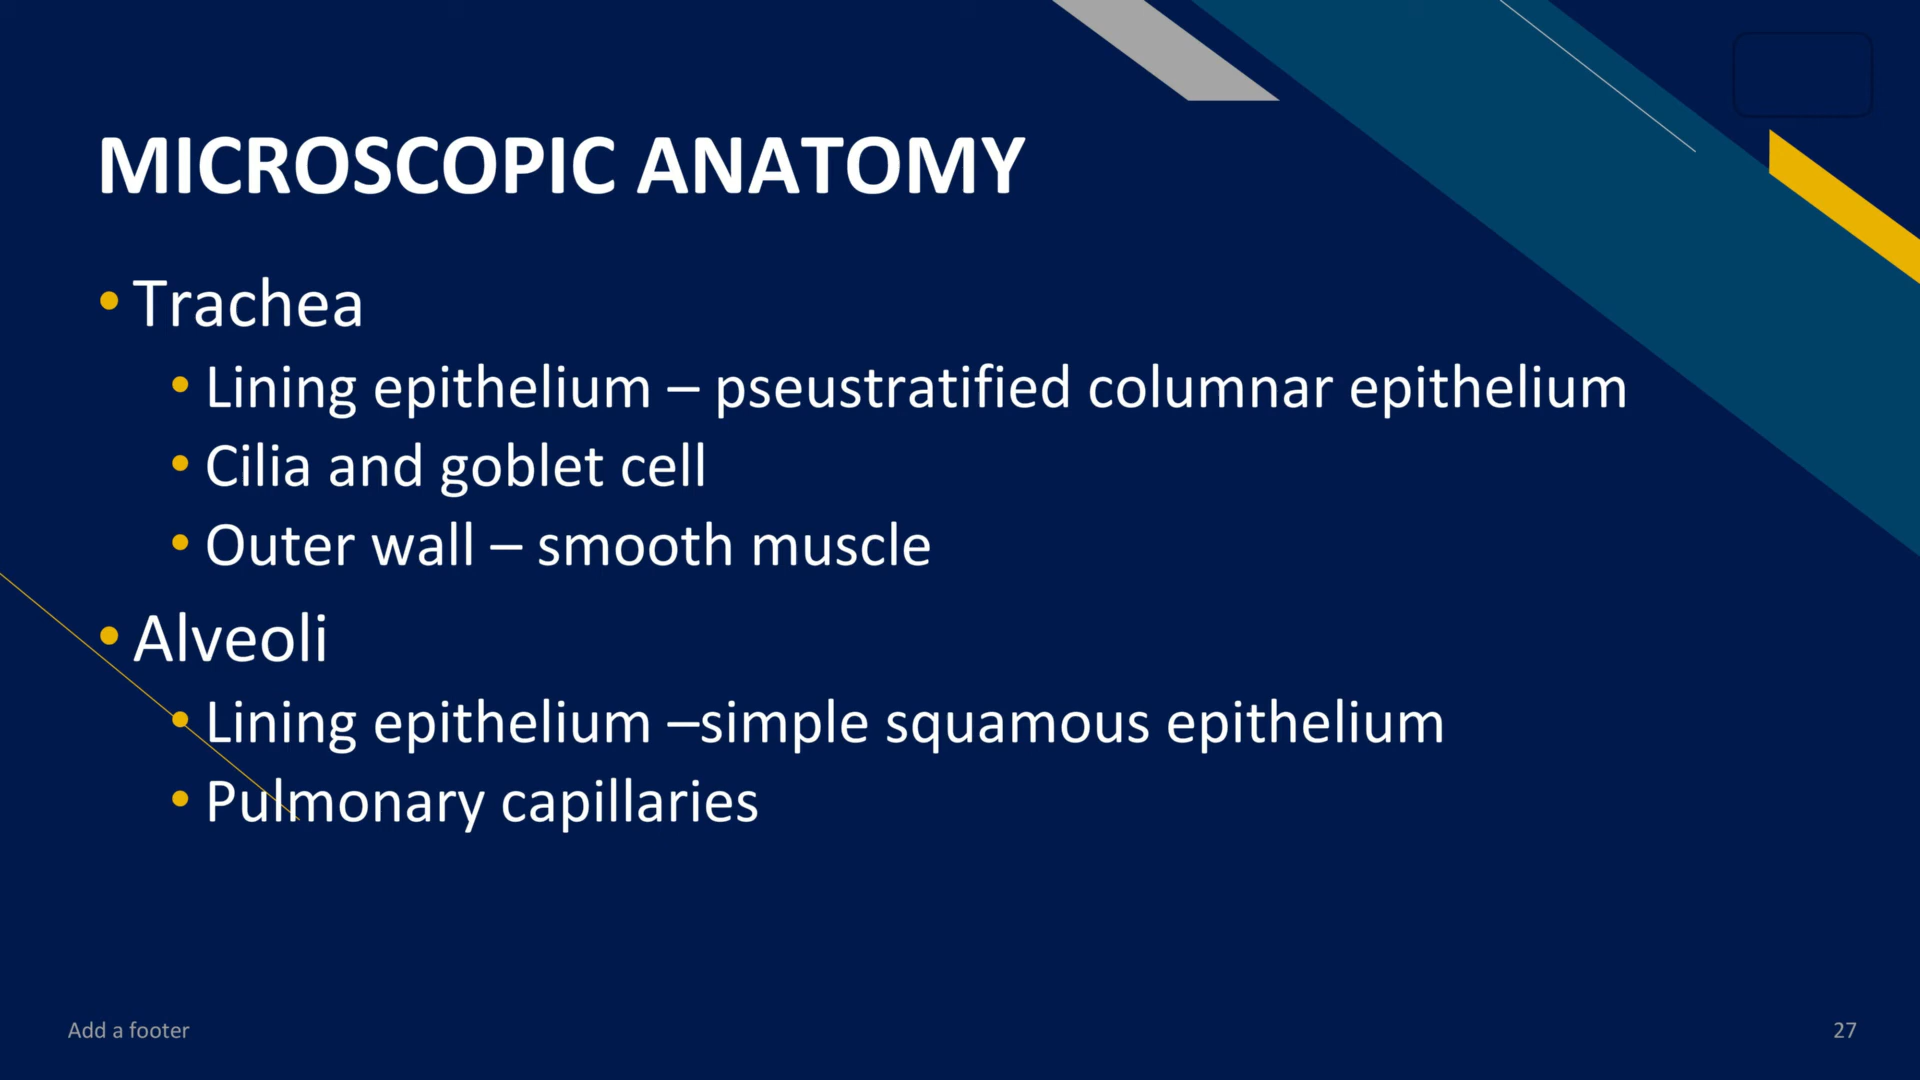 MICROSCOPIC ANATOMY
• Trachea
• Lining epithelium – pseustratified columnar epithelium
• Cilia and goblet cell
• Outer wall – smooth muscle
• Alveoli
• Lining epithelium –simple squamous epithelium
• Pulmonary capillaries
Add a footer
27